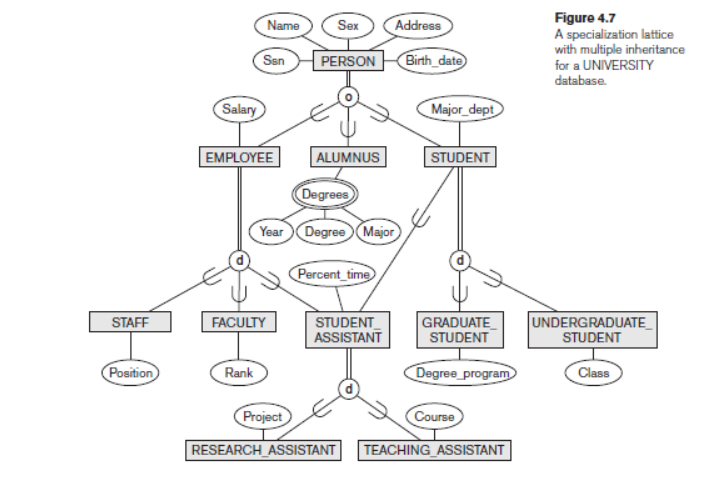 Figure 4.7
A specialization lattice
with multiple inheritance
for a UNIVERSITY
database.
Name
Sex
Address
Ssn
PERSON
Birth_date
o
Salary
Major_dept
EMPLOYEE
ALUMNUS
STUDENT
Degrees
Year
Degree
Major
d
d
Percent_time
STAFF
FACULTY
STUDENT_
ASSISTANT
GRADUATE_
STUDENT
UNDERGRADUATE_
STUDENT
Position
Rank
Degree_program
Class
d
Project
Course
RESEARCH_ASSISTANT
TEACHING_ASSISTANT